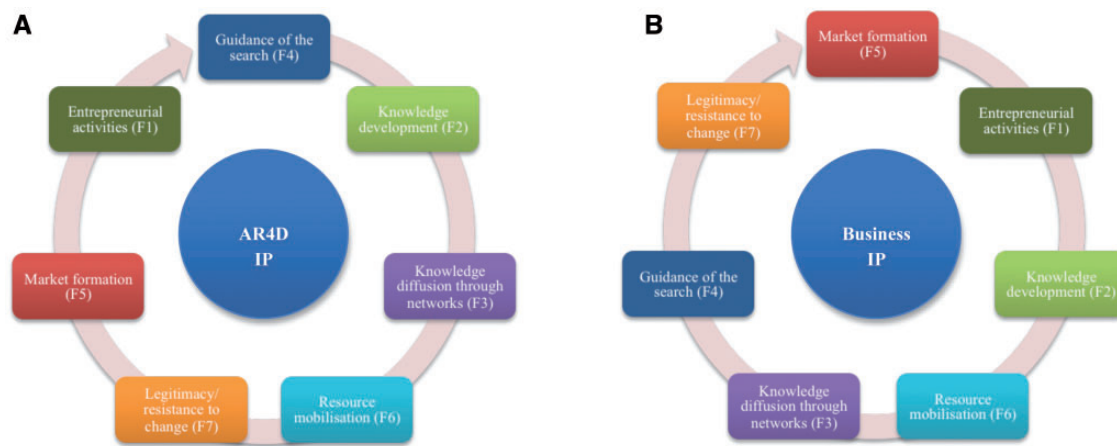 A
Guidance of the
search (F4)
Knowledge
development (F2)
Knowledge
diffusion through
networks (F3)
Resource
mobilisation (F6)
Legitimacy/
resistance to
change (F7)
Market formation
(F5)
Entrepreneurial
activities (F1)
AR4D
IP
B
Market formation
(F5)
Entrepreneurial
activities (F1)
Knowledge
development (F2)
Resource
mobilisation (F6)
Knowledge
diffusion through
networks (F3)
Guidance of the
search (F4)
Legitimacy/
resistance to
change (F7)
Business
IP